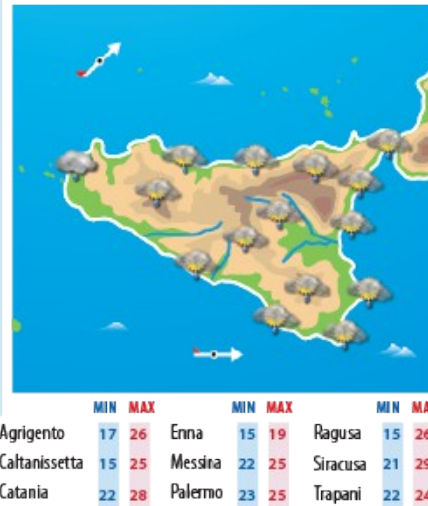 MIN MAX MIN MAX MIN MA
Agrigento 17 26 Enna 15 19 Ragusa 15 26
Caltanissetta 15 25 Messina 22 25 Siracusa 21 29
Catania 22 28 Palermo 23 25 Trapani 22 24